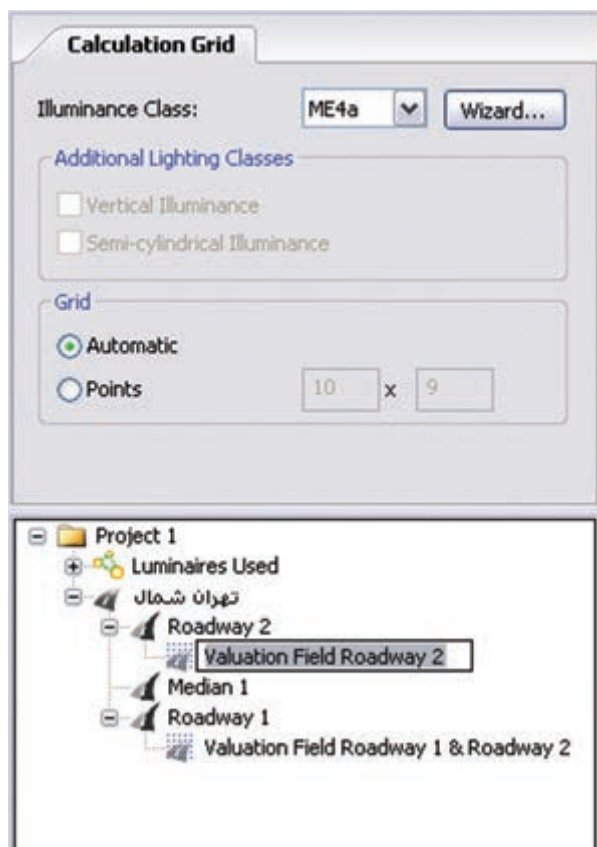 Calculation Grid
Illuminance Class: ME4a Wizard...
Additional Lighting Classes
Vertical Illuminance
Semi-cylindrical Illuminance
Grid
Automatic
Points 10 x 9
Project 1
Luminaires Used
تهران شمال
Roadway 2
Valuation Field Roadway 2
Median 1
Roadway 1
Valuation Field Roadway 1 & Roadway 2